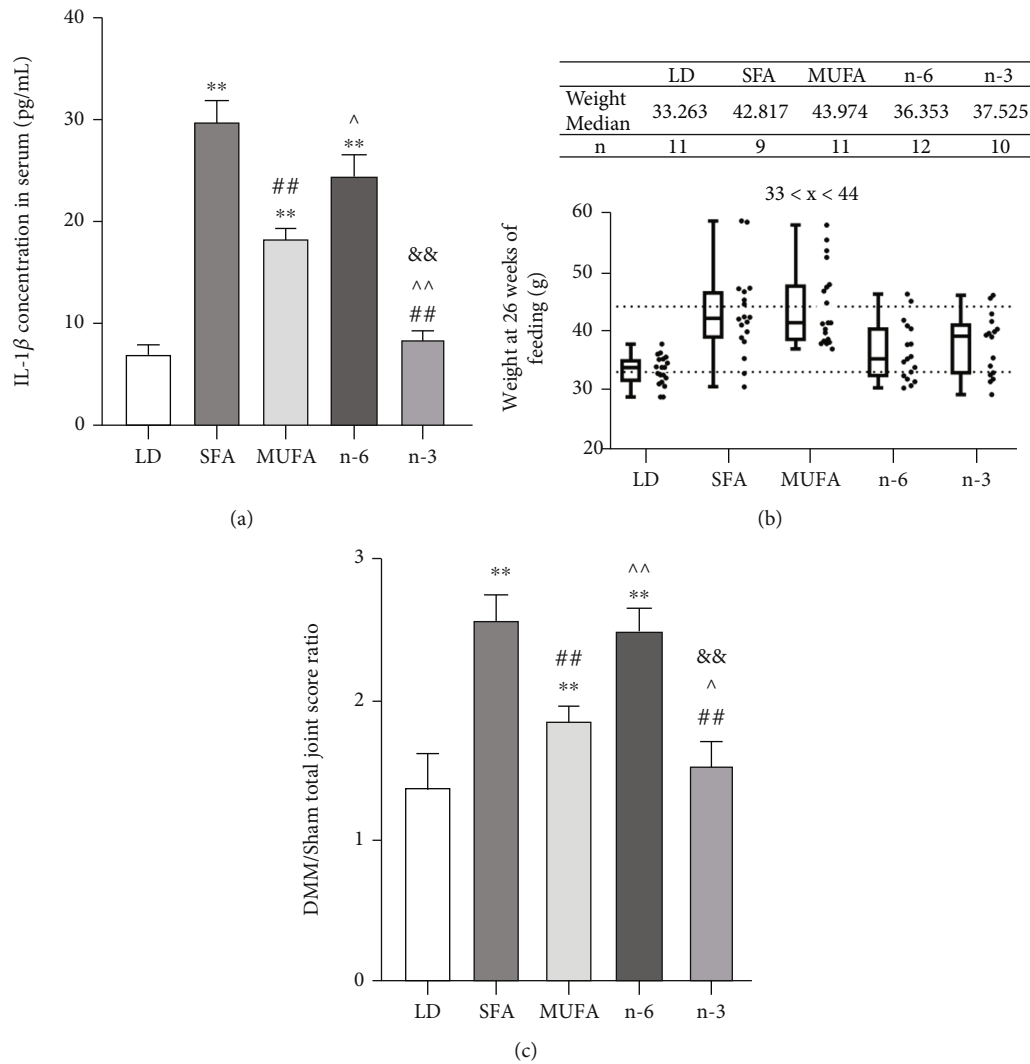 IL-1β concentration in serum (pg/mL)
40
30
20
10
0
**
##
**
^
**
&&
^^
##
LD SFA MUFA n-6 n-3
(a)
LD SFA MUFA n-6 n-3
Weight
Median
33.263 42.817 43.974 36.353 37.525
n 11 9 11 12 10
33 < x < 44
Weight at 26 weeks of
feeding (g)
60
50
40
30
20
LD SFA MUFA n-6 n-3
(b)
DMM/Sham total joint score ratio
3
2
1
0
**
##
**
^^
**
&&
^
##
LD SFA MUFA n-6 n-3
(c)